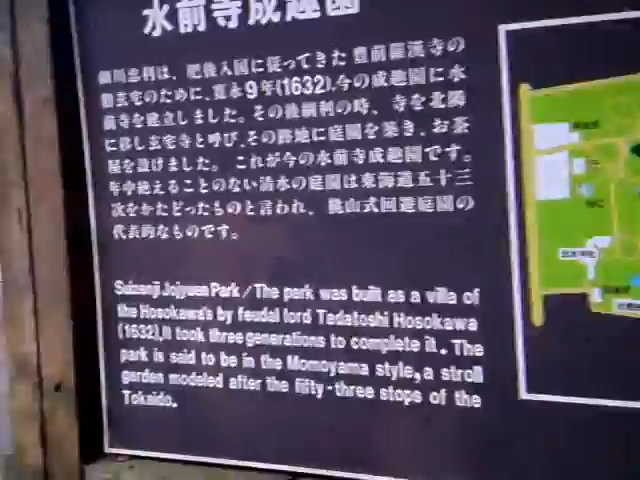 水前寺成趣園
細川忠利は、肥後入国に従ってきた豊前羅漢寺の
僧玄宅のために、寛永9年(1632)、今の成趣園に水
前寺を建立しました。その後綱利の時、寺を北隣
に移し玄宅寺と呼び、その跡地に庭園を築き、お茶
屋を設けました。これが今の水前寺成趣園です。
年中絶えることのない清水の庭園は東海道五十三
次をかたどったものと言われ、桃山式回遊庭園の
代表的なものです。
Suizenji Jojyuen Park／The park was built as a villa of
the Hosokawa's by feudal lord Tadatoshi Hosokawa
(1632),It took three generations to complete it. The
park is said to be in the Momoyama style,a stroll
garden modeled after the fifty-three stops of the
Tokaido.